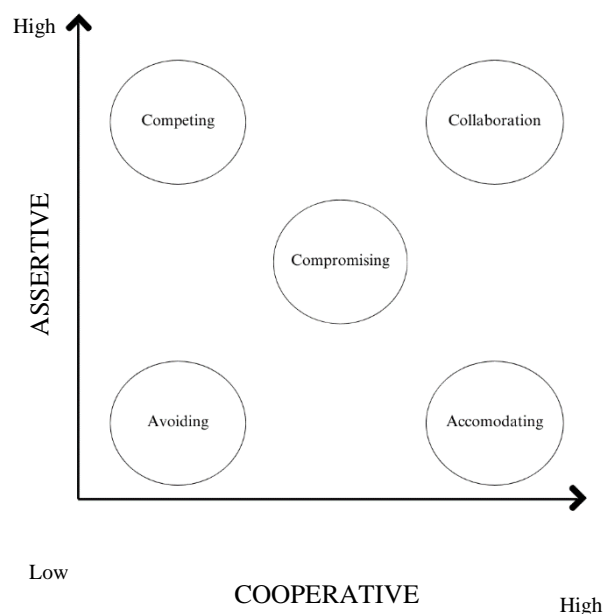 High
Competing
Collaboration
Compromising
ASSERTIVE
Avoiding
Accomodating
Low
COOPERATIVE
High